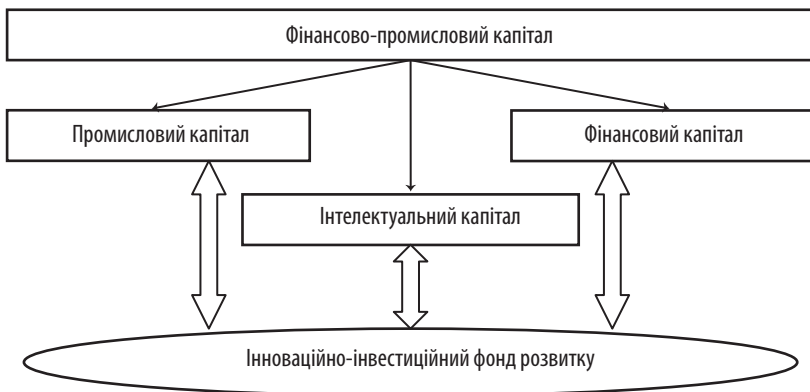 Фінансово-промисловий капітал
Промисловий капітал
Фінансовий капітал
Інтелектуальний капітал
Інноваційно-інвестиційний фонд розвитку